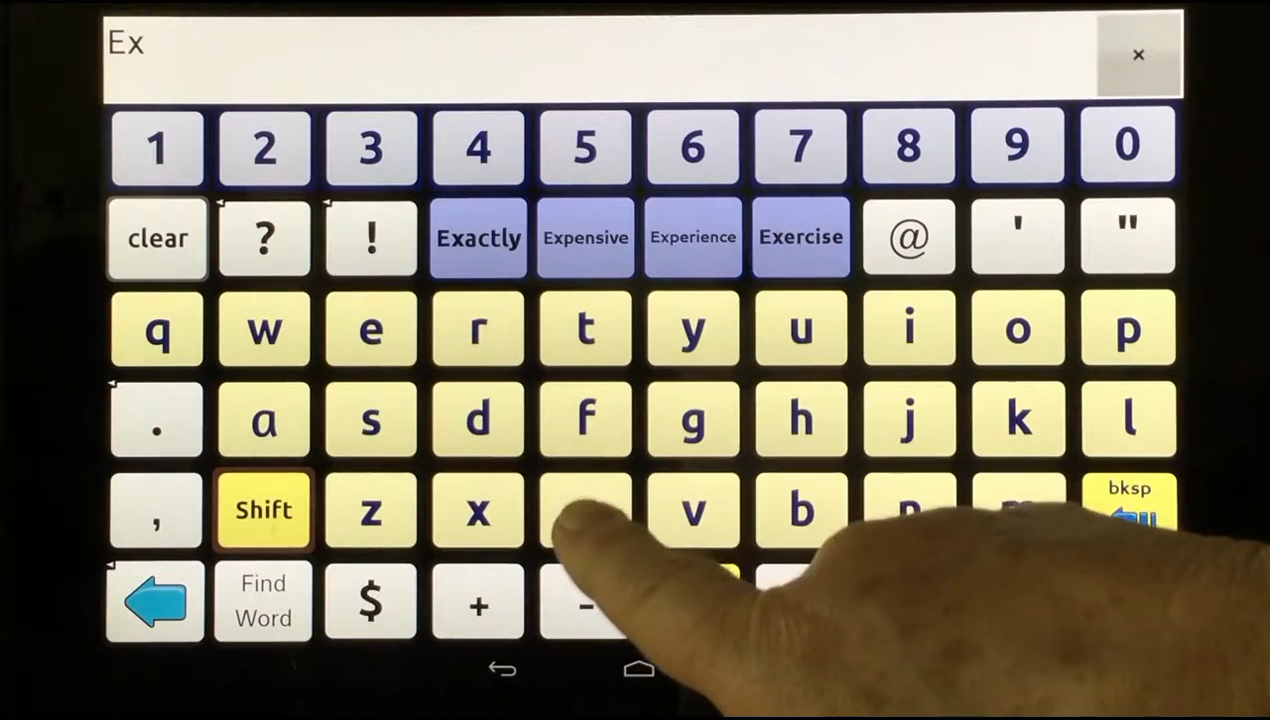 Ex ×
1 2 3 4 5 6 7 8 9 0
clear ? ! Exactly Expensive Experience Exercise @ ' "
q w e r t y u i o p
. a s d f g h j k l
, Shift z x v b n m bksp
Find Word $ + -